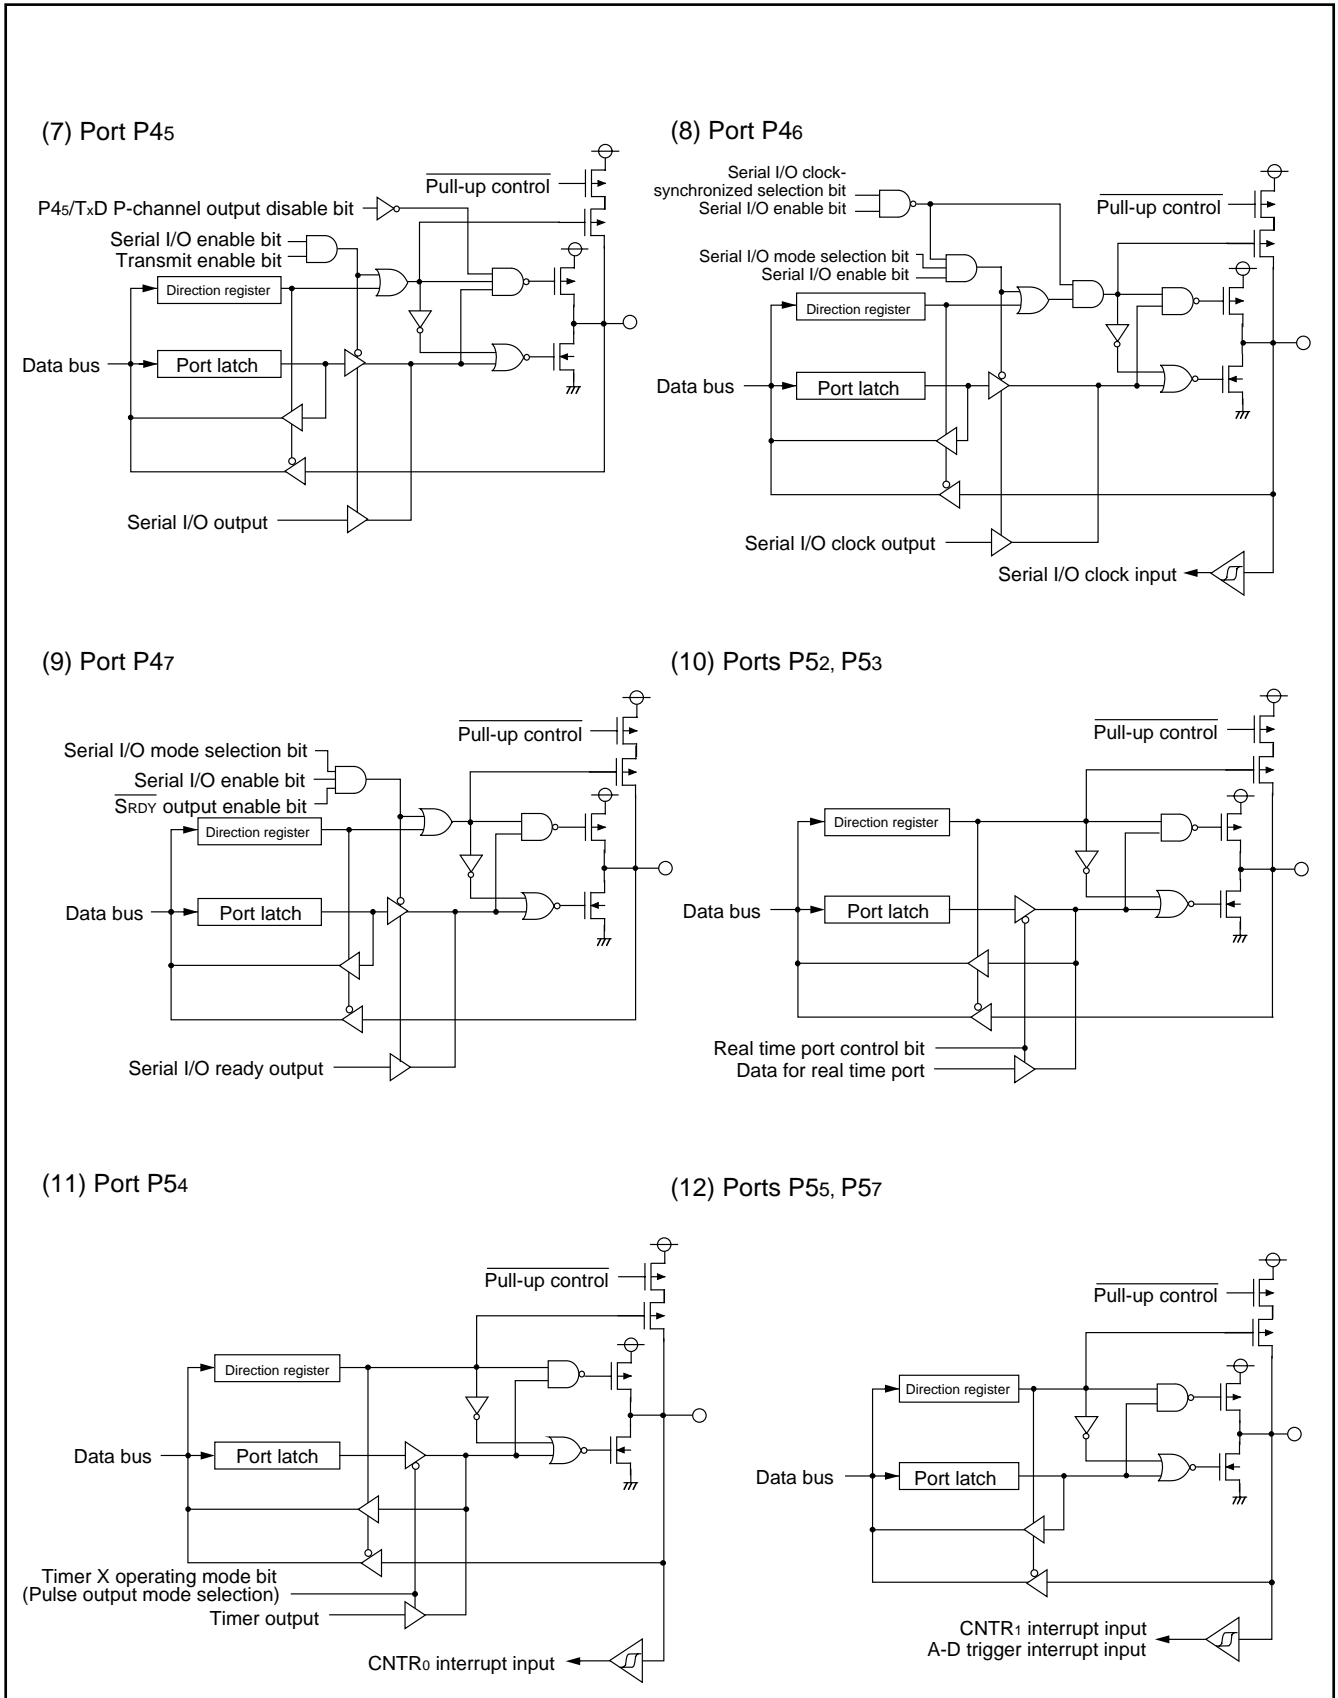 (7) Port P45
Pull-up control
P45/TxD P-channel output disable bit
Serial I/O enable bit
Transmit enable bit
Direction register
Data bus
Port latch
Serial I/O output
(8) Port P46
Serial I/O clock-
synchronized selection bit
Serial I/O enable bit
Pull-up control
Serial I/O mode selection bit
Serial I/O enable bit
Direction register
Data bus
Port latch
Serial I/O clock output
Serial I/O clock input
(9) Port P47
Pull-up control
Serial I/O mode selection bit
Serial I/O enable bit
SRDY output enable bit
Direction register
Data bus
Port latch
Serial I/O ready output
(10) Ports P52, P53
Pull-up control
Direction register
Data bus
Port latch
Real time port control bit
Data for real time port
(11) Port P54
Pull-up control
Direction register
Data bus
Port latch
Timer X operating mode bit
(Pulse output mode selection)
Timer output
CNTR0 interrupt input
(12) Ports P55, P57
Pull-up control
Direction register
Data bus
Port latch
CNTR1 interrupt input
A-D trigger interrupt input